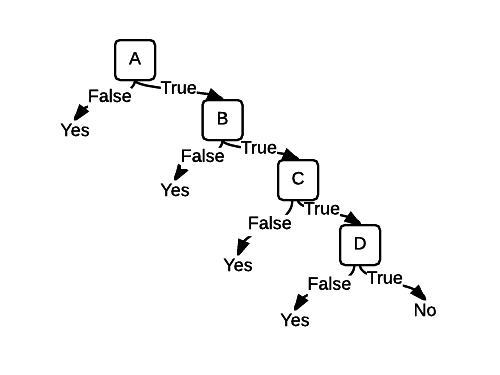 A
False
True
Yes
B
False
True
Yes
C
False
True
Yes
D
False
True
Yes
No